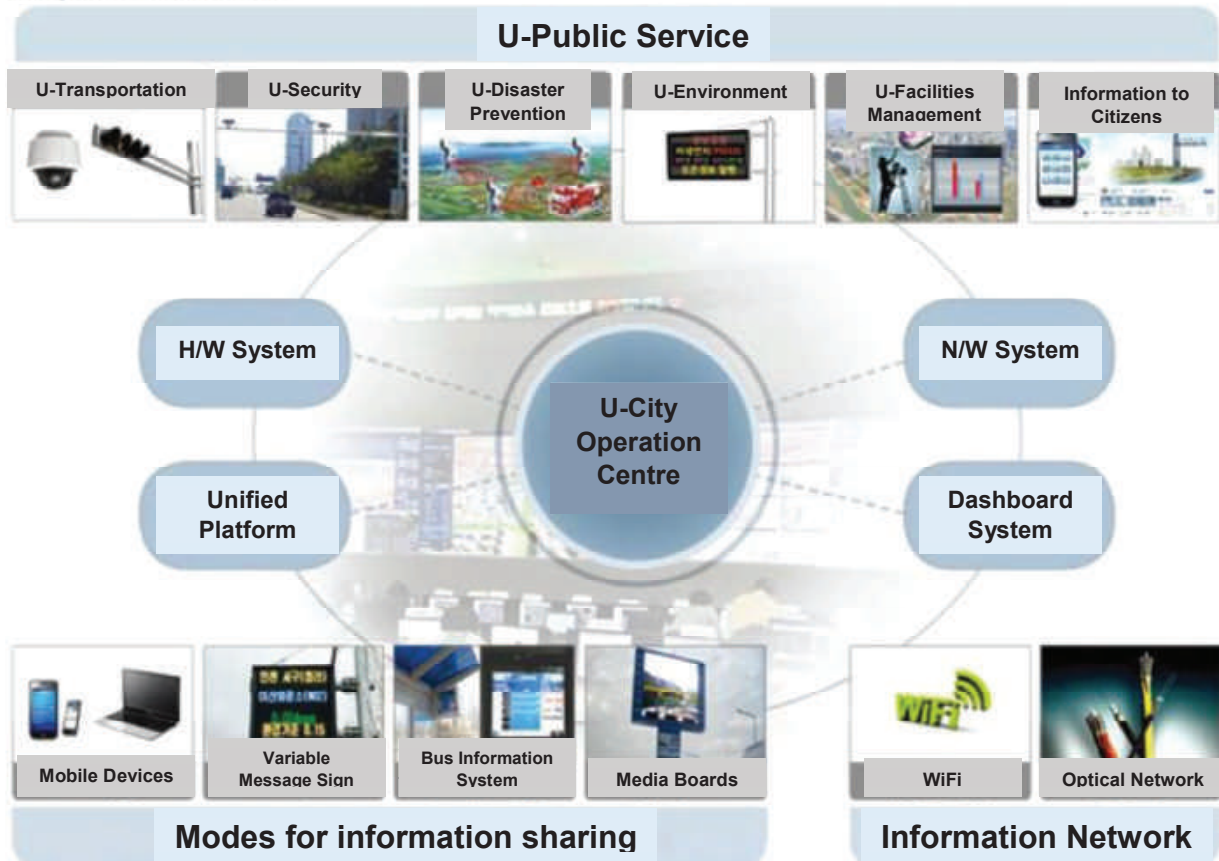 U-Public Service
U-Transportation
U-Security
U-Disaster
Prevention
U-Environment
U-Facilities
Management
Information to
Citizens
H/W System
N/W System
U-City
Operation
Centre
Unified
Platform
Dashboard
System
WiFi
Mobile Devices
Variable
Message Sign
Bus Information
System
Media Boards
WiFi
Optical Network
Modes for information sharing
Information Network